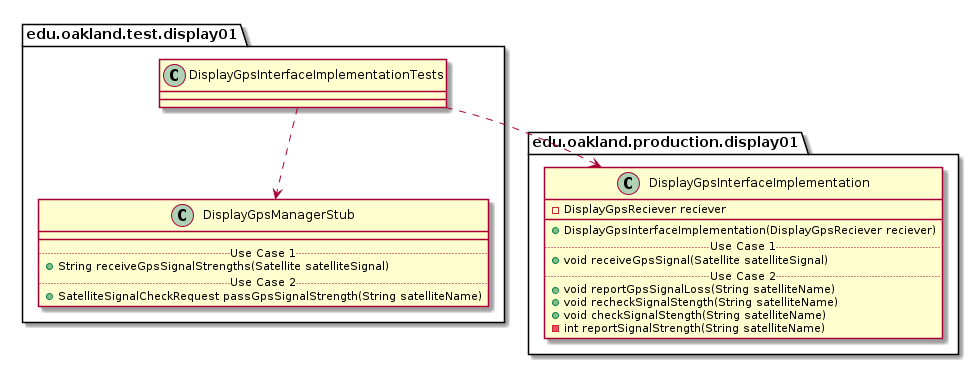 edu.oakland.test.display01
C DisplayGpsInterfaceImplementationTests
C DisplayGpsManagerStub
Use Case 1
String receiveGpsSignalStrengths(Satellite satelliteSignal)
Use Case 2
SatelliteSignalCheckRequest passGpsSignalStrength(String satelliteName)
edu.oakland.production.display01
C DisplayGpsInterfaceImplementation
DisplayGpsReciever reciever
DisplayGpsInterfaceImplementation(DisplayGpsReciever reciever)
Use Case 1
void receiveGpsSignal(Satellite satelliteSignal)
Use Case 2
void reportGpsSignalLoss(String satelliteName)
void recheckSignalStength(String satelliteName)
void checkSignalStength(String satelliteName)
int reportSignalStrength(String satelliteName)